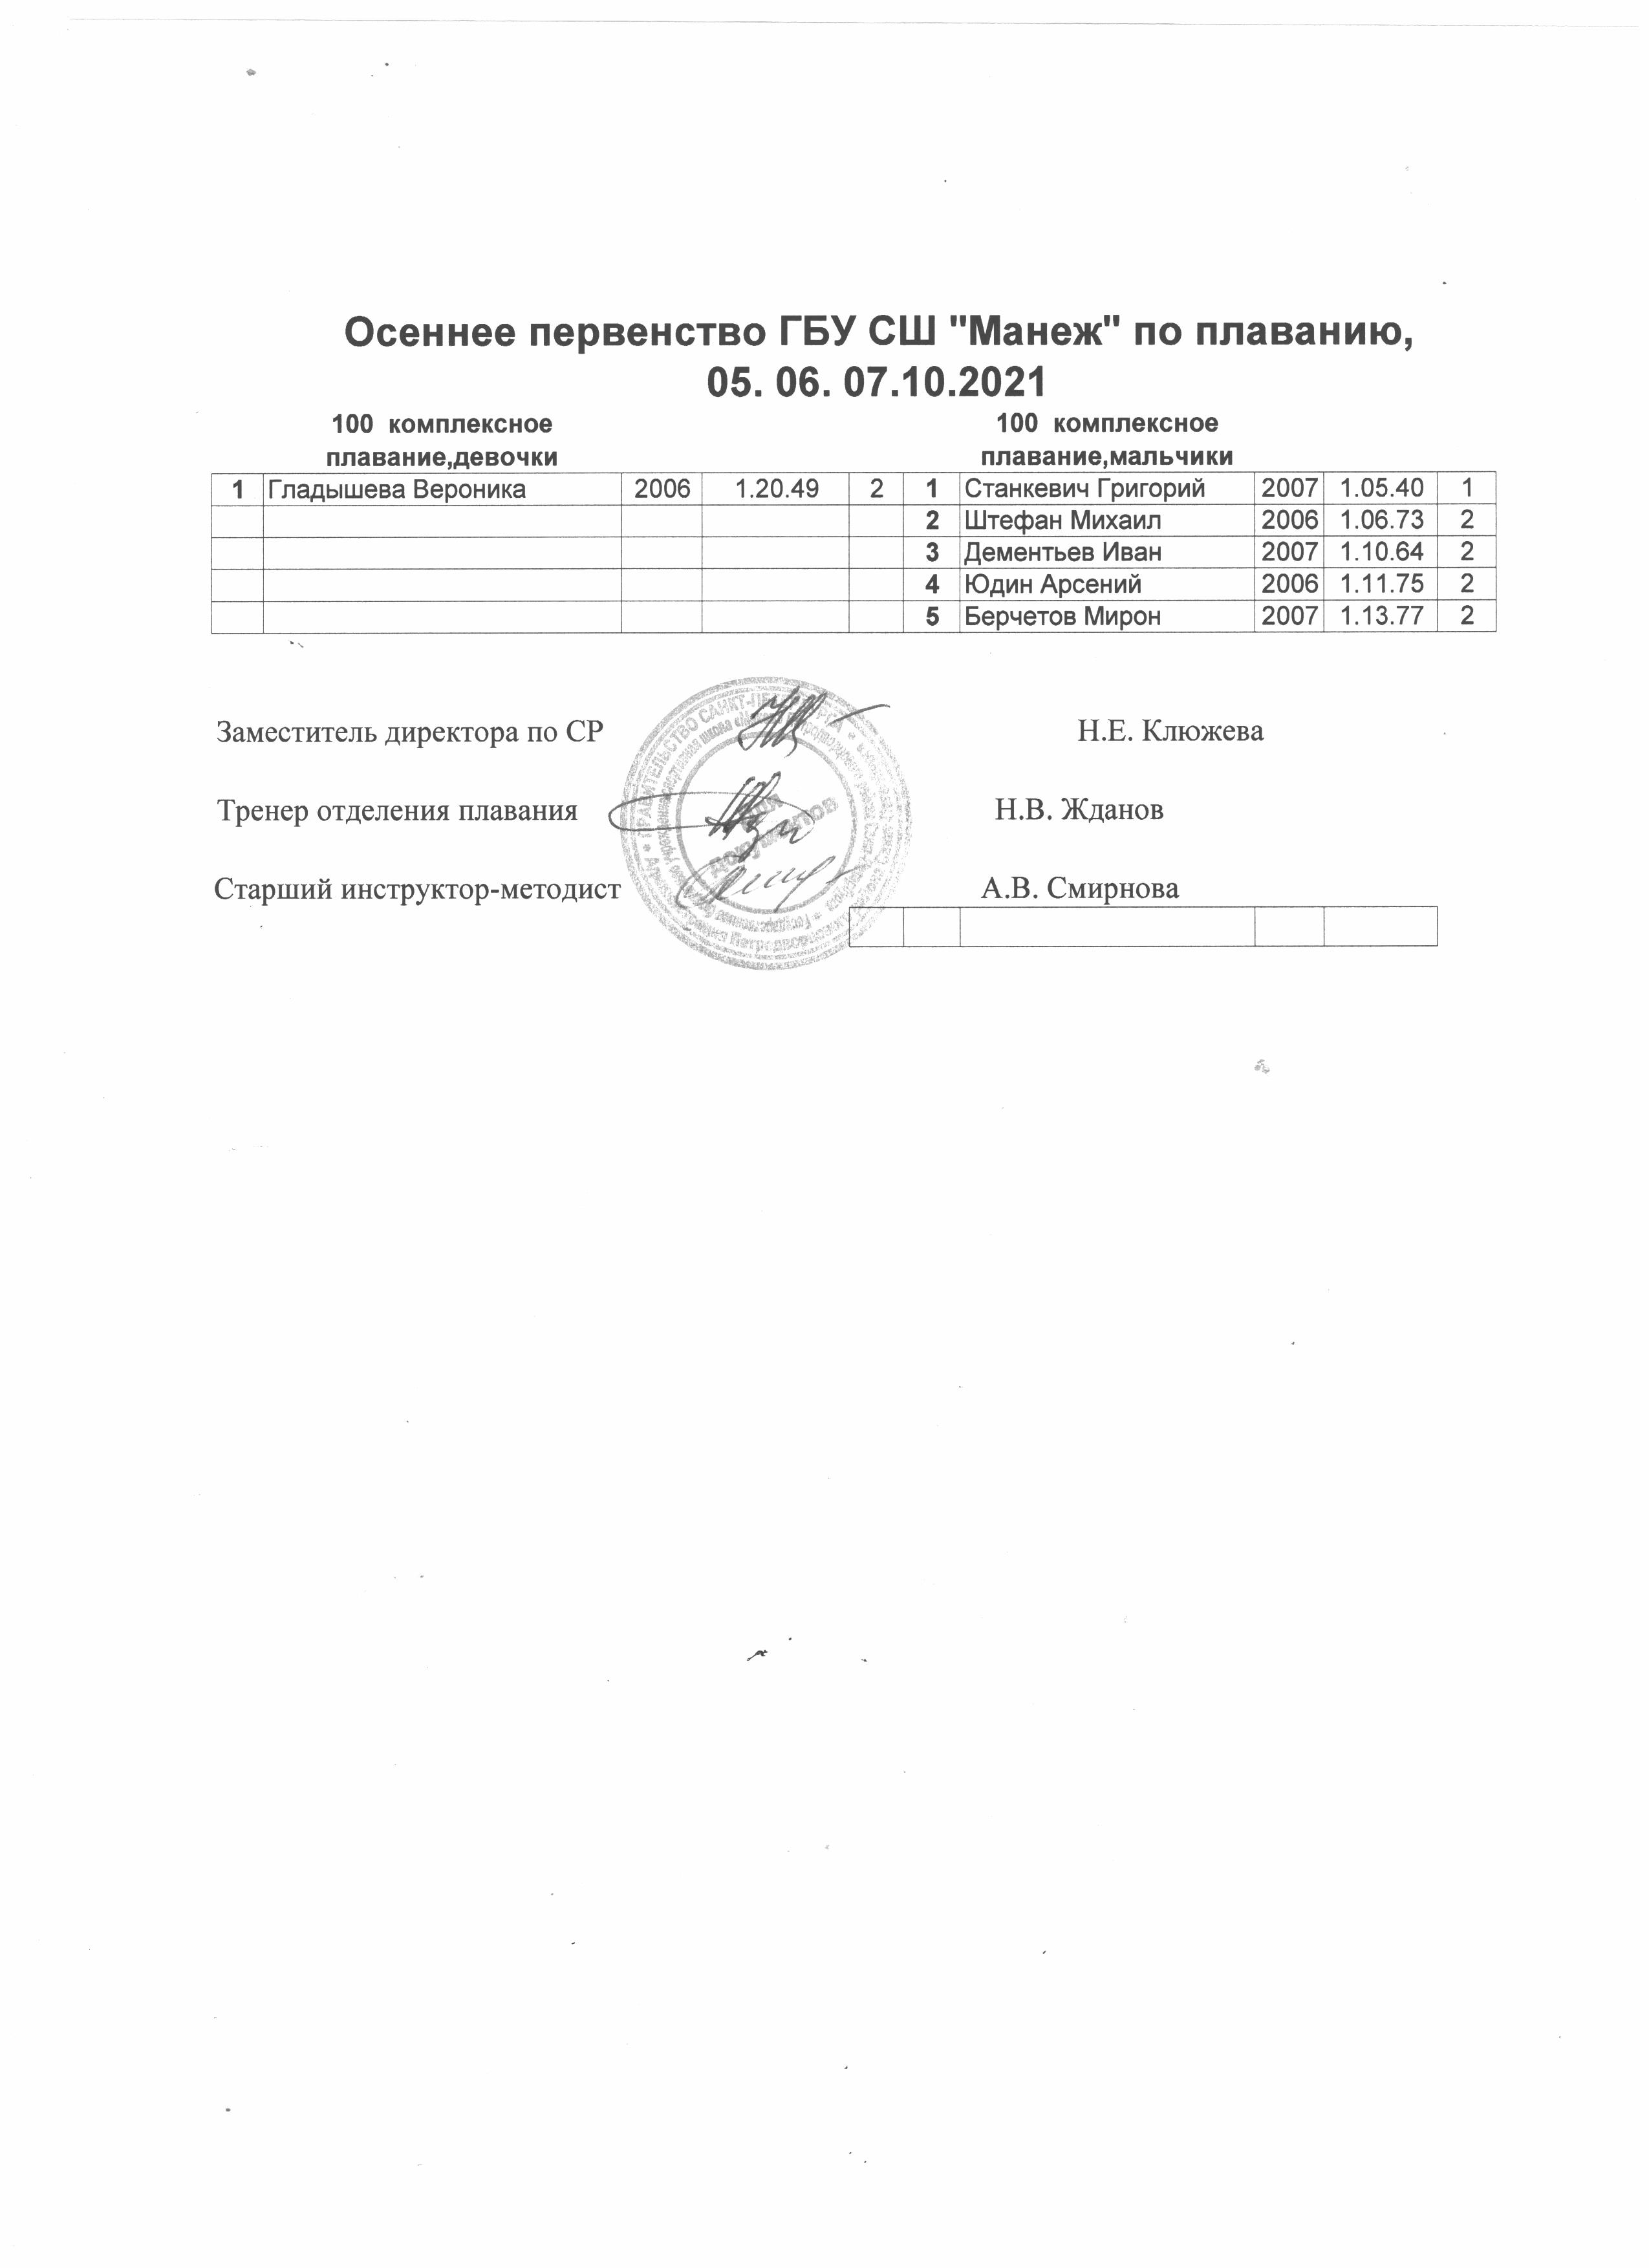 Осеннее первенство ГБУ СШ "Манеж" по плаванию,
05. 06. 07.10.2021
100 комплексное
плавание,девочки
100 комплексное
плавание,мальчики
1 Гладышева Вероника 2006 1.20.49 2 1 Станкевич Григорий 2007 1.05.40 1
2 Штефан Михаил 2006 1.06.73 2
3 Дементьев Иван 2007 1.10.64 2
4 Юдин Арсений 2006 1.11.75 2
5 Берчетов Мирон 2007 1.13.77 2
Заместитель директора по СР Н.Е. Клюжева
Тренер отделения плавания Н.В. Жданов
Старший инструктор-методист А.В. Смирнова
ПРАВИТЕЛЬСТВО САНКТ-ПЕТЕРБУРГА
документов